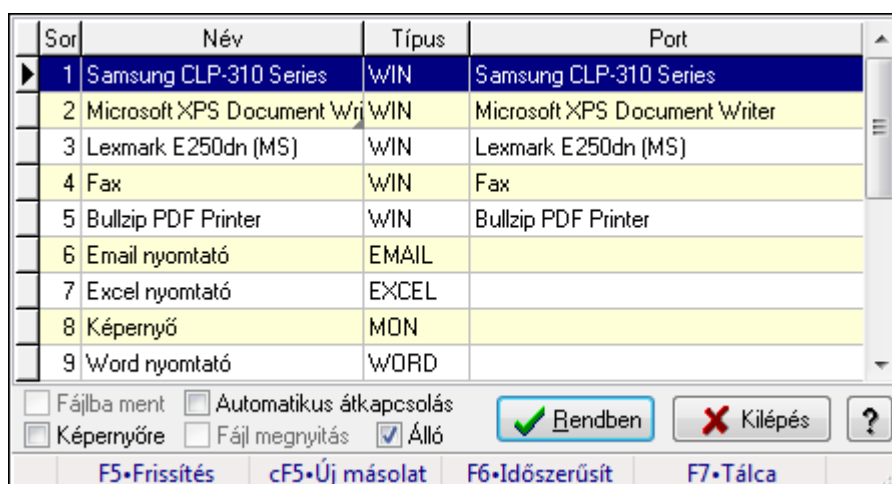 Sor Név Típus Port
1 Samsung CLP-310 Series WIN Samsung CLP-310 Series
2 Microsoft XPS Document Wri WIN Microsoft XPS Document Writer
3 Lexmark E250dn (MS) WIN Lexmark E250dn (MS)
4 Fax WIN Fax
5 Bullzip PDF Printer WIN Bullzip PDF Printer
6 Email nyomtató EMAIL
7 Excel nyomtató EXCEL
8 Képernyő MON
9 Word nyomtató WORD
Fájlba ment Automatikus átkapcsolás
Képernyőre Fájl megnyitás Álló
Rendben Kilépés ?
F5•Frissítés cF5•Új másolat F6•Időszerűsít F7•Tálca